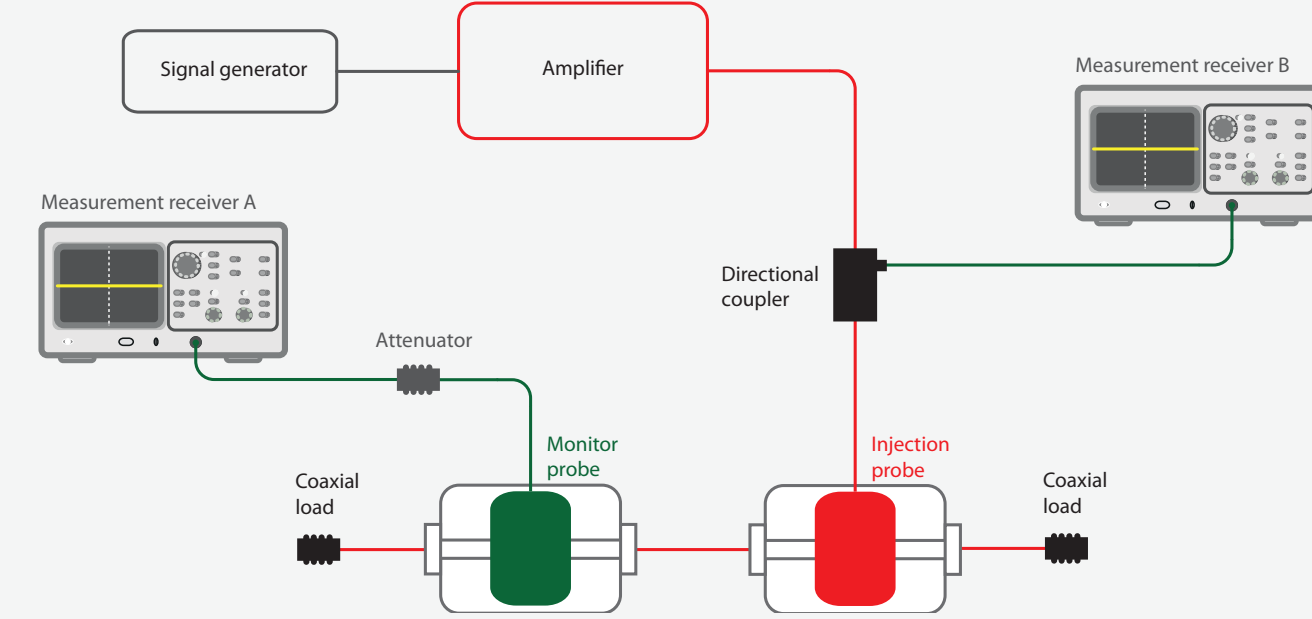 Signal generator
Amplifier
Measurement receiver B
Measurement receiver A
Directional
coupler
Attenuator
Monitor
probe
Injection
probe
Coaxial
load
Coaxial
load